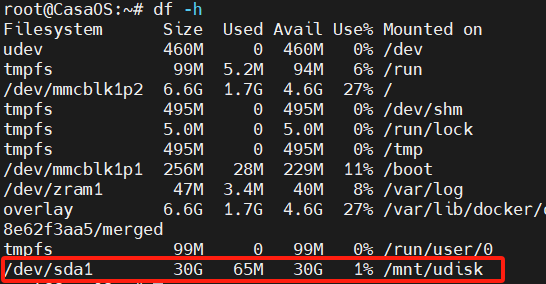 root@CasaOS:~# df -h
Filesystem Size Used Avail Use% Mounted on
udev 460M 0 460M 0% /dev
tmpfs 99M 5.2M 94M 6% /run
/dev/mmcblk1p2 6.6G 1.7G 4.6G 27% /
tmpfs 495M 0 495M 0% /dev/shm
tmpfs 5.0M 0 5.0M 0% /run/lock
tmpfs 495M 0 495M 0% /tmp
/dev/mmcblk1p1 256M 28M 229M 11% /boot
/dev/zram1 47M 3.4M 40M 8% /var/log
overlay 6.6G 1.7G 4.6G 27% /var/lib/docker/
8e62f3aa5/merged
tmpfs 99M 0 99M 0% /run/user/0
/dev/sda1 30G 65M 30G 1% /mnt/udisk